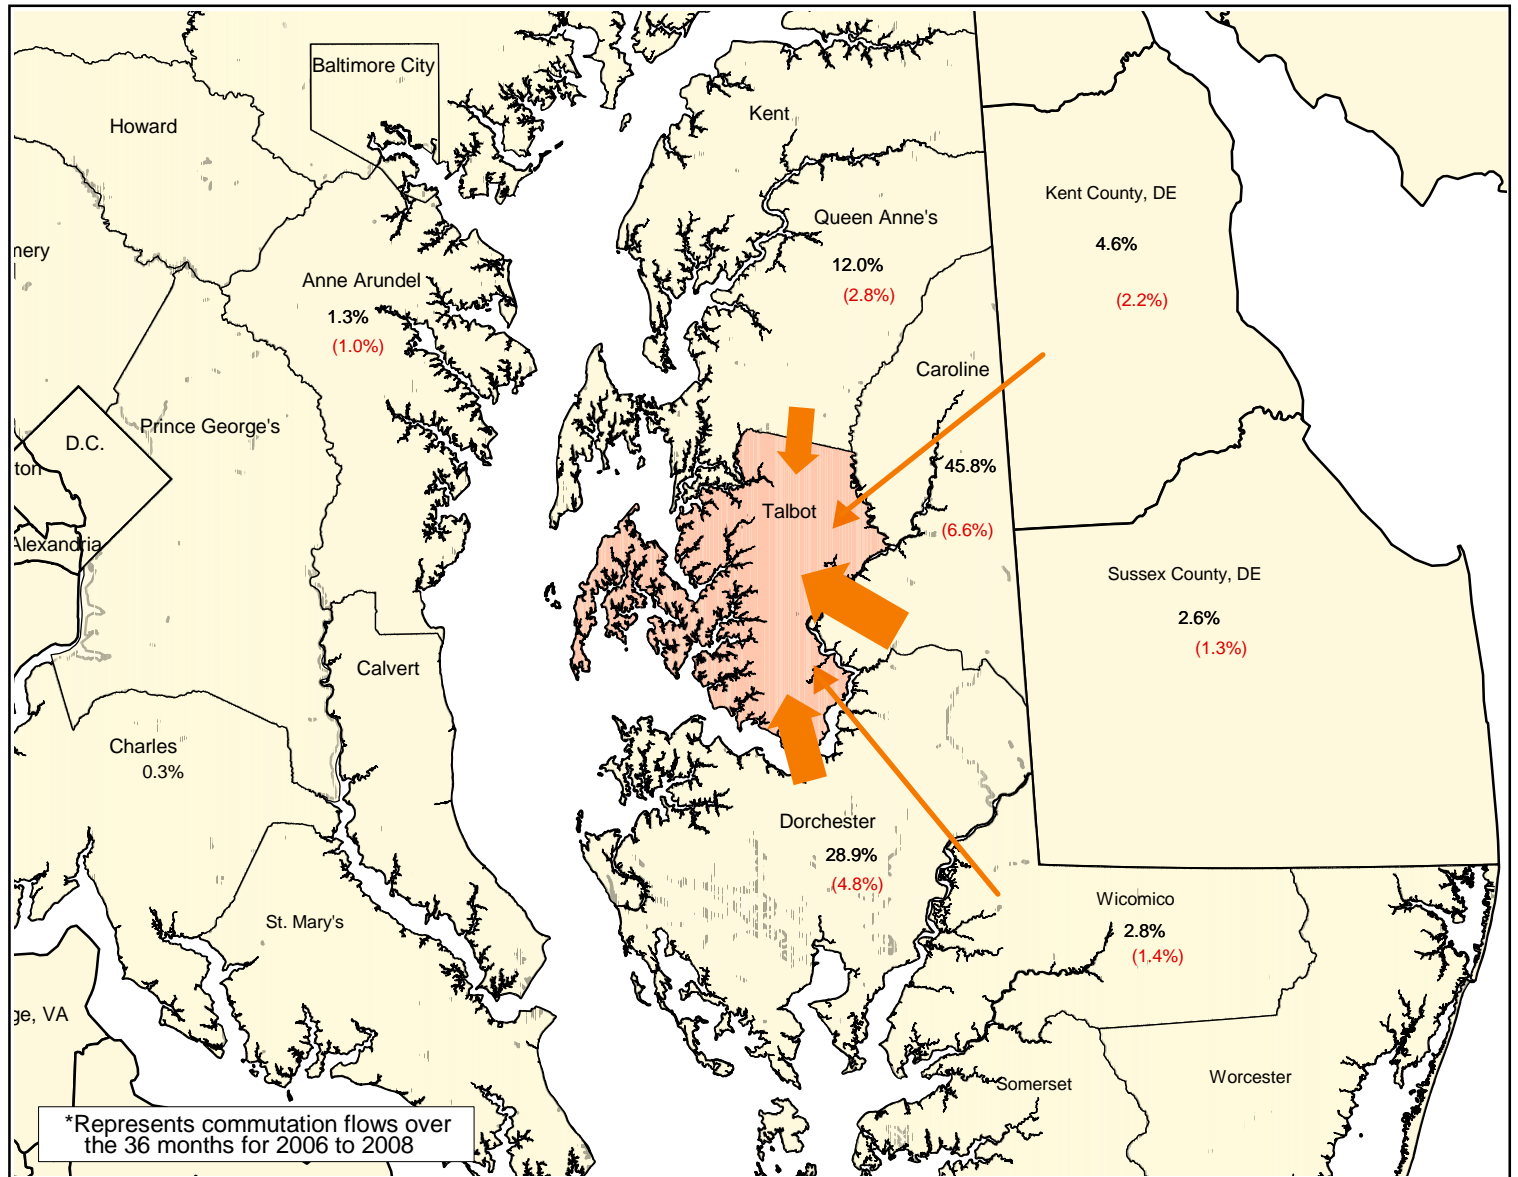 Baltimore City
Howard
Kent
Kent County, DE
4.6%
(2.2%)
Queen Anne's
12.0%
(2.8%)
mery
Anne Arundel
1.3%
(1.0%)
Caroline
45.8%
(6.6%)
Prince George's
D.C.
ton
Alexandria
Talbot
Sussex County, DE
2.6%
(1.3%)
Calvert
Charles
0.3%
Dorchester
28.9%
(4.8%)
St. Mary's
Wicomico
2.8%
(1.4%)
ge, VA
Somerset
Worcester
*Represents commutation flows over
the 36 months for 2006 to 2008